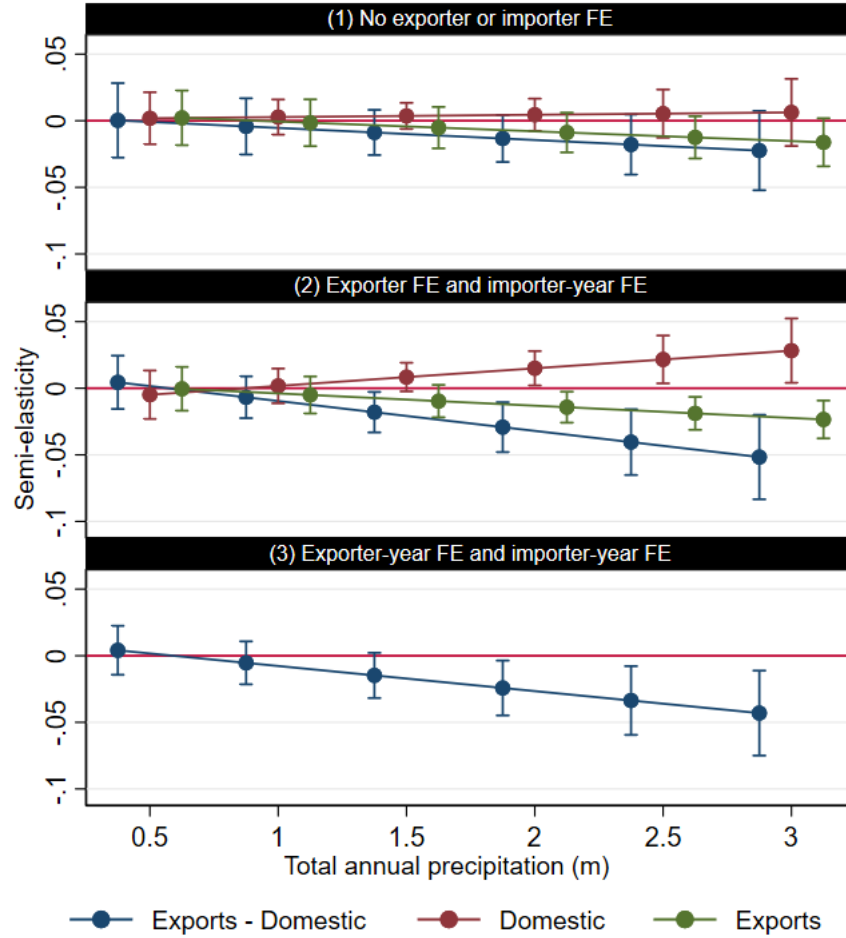 (1) No exporter or importer FE
.05
0
-.05
-.1
(2) Exporter FE and importer-year FE
.05
0
-.05
-.1
Semi-elasticity
(3) Exporter-year FE and importer-year FE
.05
0
-.05
-.1
0.5 1 1.5 2 2.5 3
Total annual precipitation (m)
Exports - Domestic Domestic Exports